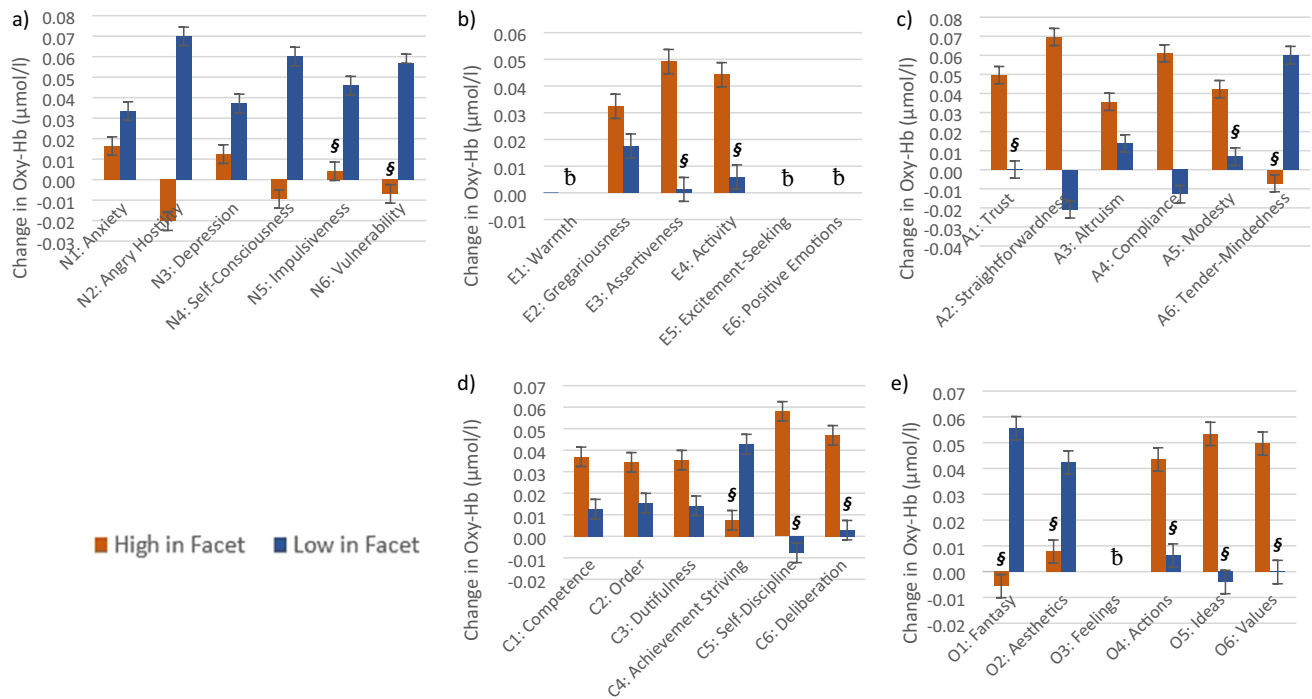 a)
Change in Oxy-Hb (µmol/l)
0.08
0.07
0.06
0.05
0.04
0.03
0.02
0.01
0.00
-0.01
-0.02
-0.03
§
§
N1: Anxiety
N2: Angry Hostility
N3: Depression
N4: Self-Consciousness
N5: Impulsiveness
N6: Vulnerability
b)
Change in Oxy-Hb (µmol/l)
0.06
0.05
0.04
0.03
0.02
0.01
0.00
-0.01
ƀ
§
§
ƀ
ƀ
E1: Warmth
E2: Gregariousness
E3: Assertiveness
E4: Activity
E5: Excitement-Seeking
E6: Positive Emotions
c)
Change in Oxy-Hb (µmol/l)
0.08
0.07
0.06
0.05
0.04
0.03
0.02
0.01
0.00
-0.01
-0.02
-0.03
-0.04
§
§
§
A1: Trust
A2: Straightforwardness
A3: Altruism
A4: Compliance
A5: Modesty
A6: Tender-Mindedness
High in Facet Low in Facet
d)
Change in Oxy-Hb (µmol/l)
0.07
0.06
0.05
0.04
0.03
0.02
0.01
0.00
-0.01
-0.02
§
§
§
C1: Competence
C2: Order
C3: Dutifulness
C4: Achievement Striving
C5: Self-Discipline
C6: Deliberation
e)
Change in Oxy-Hb (µmol/l)
0.07
0.06
0.05
0.04
0.03
0.02
0.01
0.00
-0.01
-0.02
§
§
ƀ
§
§
§
O1: Fantasy
O2: Aesthetics
O3: Feelings
O4: Actions
O5: Ideas
O6: Values